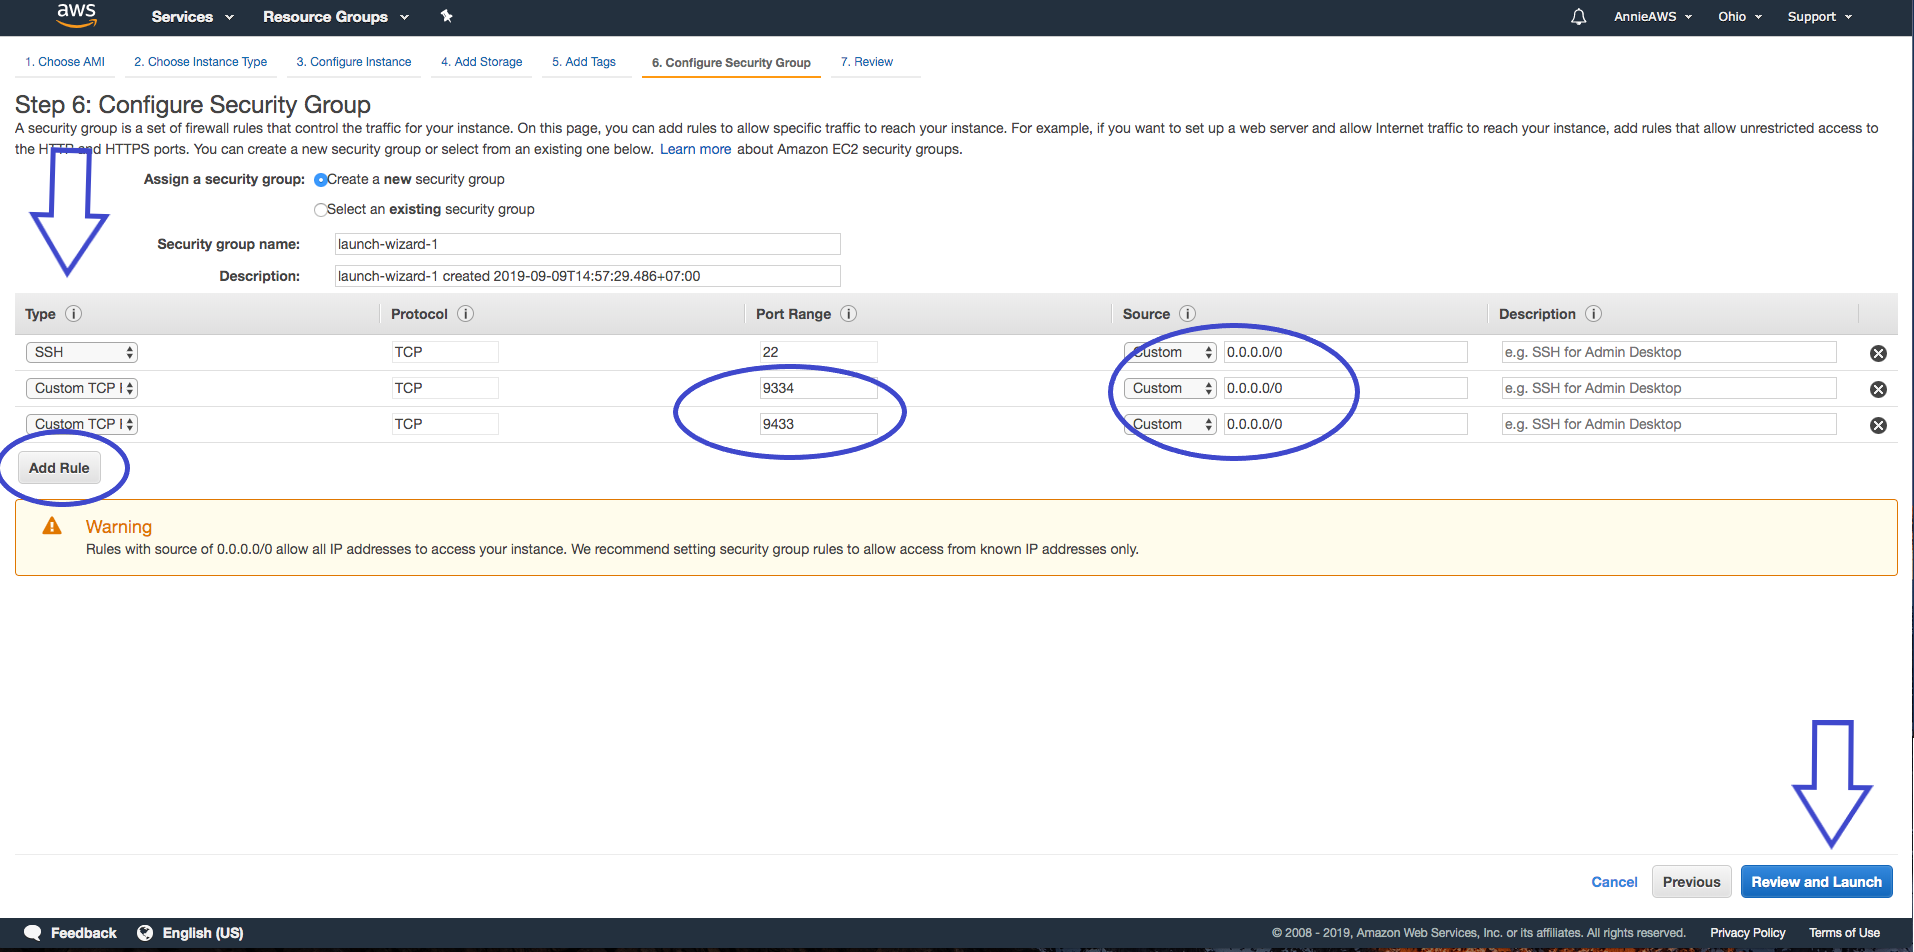 aws Services Resource Groups AnnieAWS Ohio Support
1. Choose AMI 2. Choose Instance Type 3. Configure Instance 4. Add Storage 5. Add Tags 6. Configure Security Group 7. Review
Step 6: Configure Security Group
A security group is a set of firewall rules that control the traffic for your instance. On this page, you can add rules to allow specific traffic to reach your instance. For example, if you want to set up a web server and allow Internet traffic to reach your instance, add rules that allow unrestricted access to
the HTTP and HTTPS ports. You can create a new security group or select from an existing one below. Learn more about Amazon EC2 security groups.
Assign a security group: Create a new security group
Select an existing security group
Security group name: launch-wizard-1
Description: launch-wizard-1 created 2019-09-09T14:57:29.486+07:00
Type i Protocol i Port Range i Source i Description i
SSH TCP 22 Custom 0.0.0.0/0 e.g. SSH for Admin Desktop
Custom TCP TCP 9334 Custom 0.0.0.0/0 e.g. SSH for Admin Desktop
Custom TCP TCP 9433 Custom 0.0.0.0/0 e.g. SSH for Admin Desktop
Add Rule
Warning
Rules with source of 0.0.0.0/0 allow all IP addresses to access your instance. We recommend setting security group rules to allow access from known IP addresses only.
Cancel Previous Review and Launch
Feedback English (US) © 2008 - 2019, Amazon Web Services, Inc. or its affiliates. All rights reserved. Privacy Policy Terms of Use